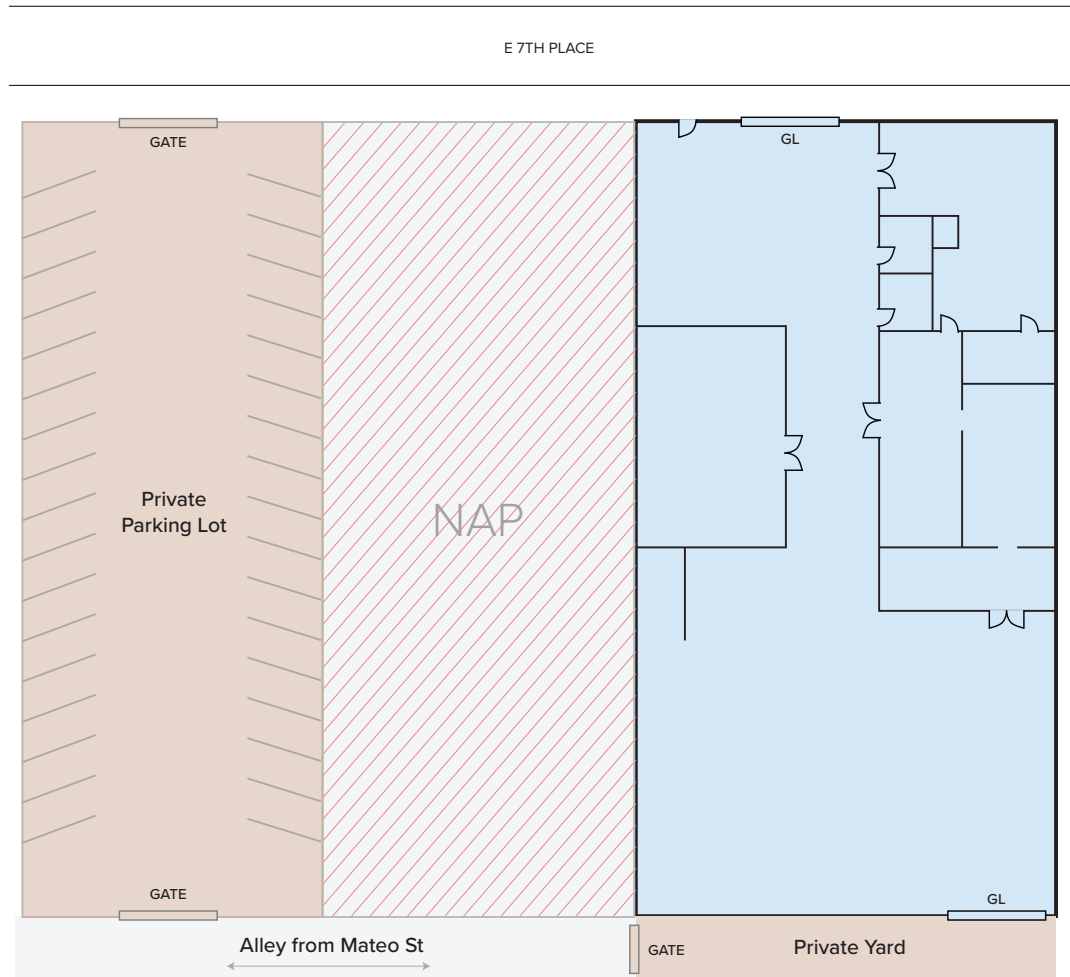 E 7TH PLACE
GATE
GL
Private
Parking Lot
NAP
GATE
GL
Alley from Mateo St
GATE
Private Yard